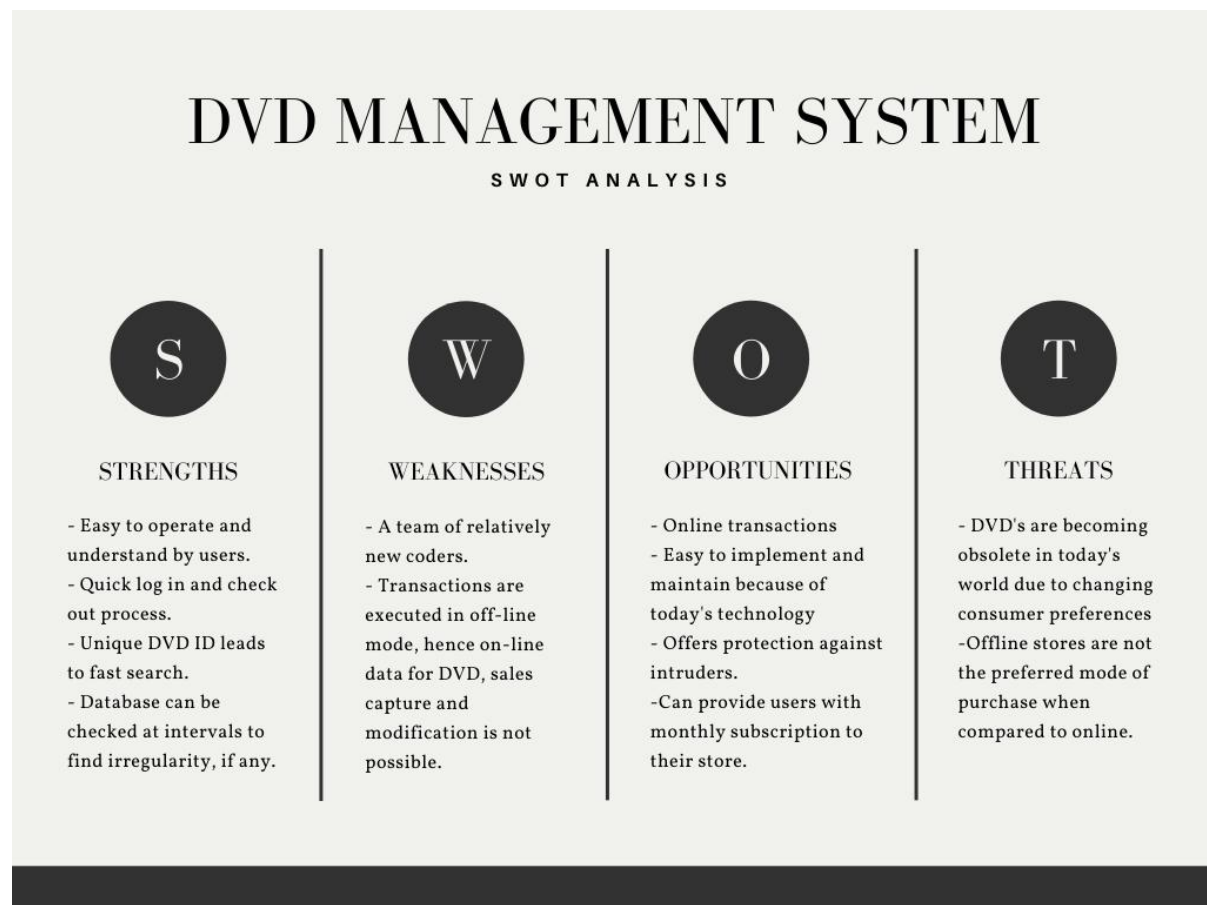 DVD MANAGEMENT SYSTEM
SWOT ANALYSIS
S
STRENGTHS
- Easy to operate and
understand by users.
- Quick log in and check
out process.
- Unique DVD ID leads
to fast search.
- Database can be
checked at intervals to
find irregularity, if any.
W
WEAKNESSES
- A team of relatively
new coders.
- Transactions are
executed in off-line
mode, hence on-line
data for DVD, sales
capture and
modification is not
possible.
O
OPPORTUNITIES
- Online transactions
- Easy to implement and
maintain because of
today's technology
- Offers protection against
intruders.
-Can provide users with
monthly subscription to
their store.
T
THREATS
- DVD's are becoming
obsolete in today's
world due to changing
consumer preferences
-Offline stores are not
the preferred mode of
purchase when
compared to online.